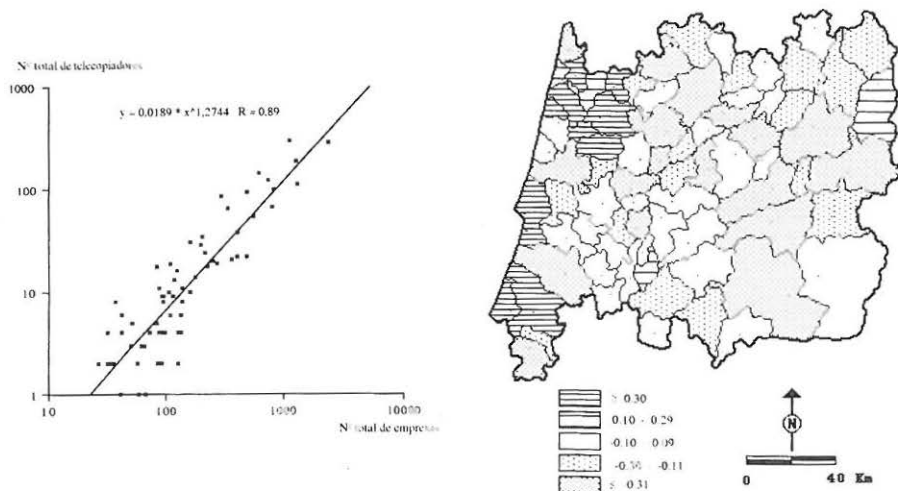 Nº total de telecopiadores
1000
y = 0,0189 * x^1,2744 R = 0.89
100
10
1
10 100 1000 10000
Nº total de empresas
0.30
0.10 - 0.29
-0.10 0.09
-0.30 - -0.11
0.31
N
0 40 Km